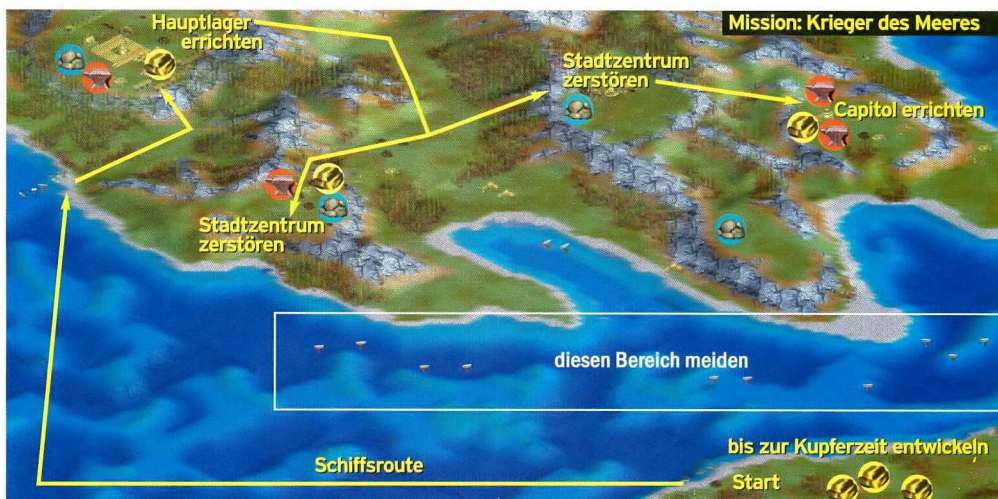 Mission: Krieger des Meeres
Hauptlager
errichten
Stadtzentrum
zerstören
Capitol errichten
Stadtzentrum
zerstören
diesen Bereich meiden
bis zur Kupferzeit entwickeln
Schiffsroute
Start